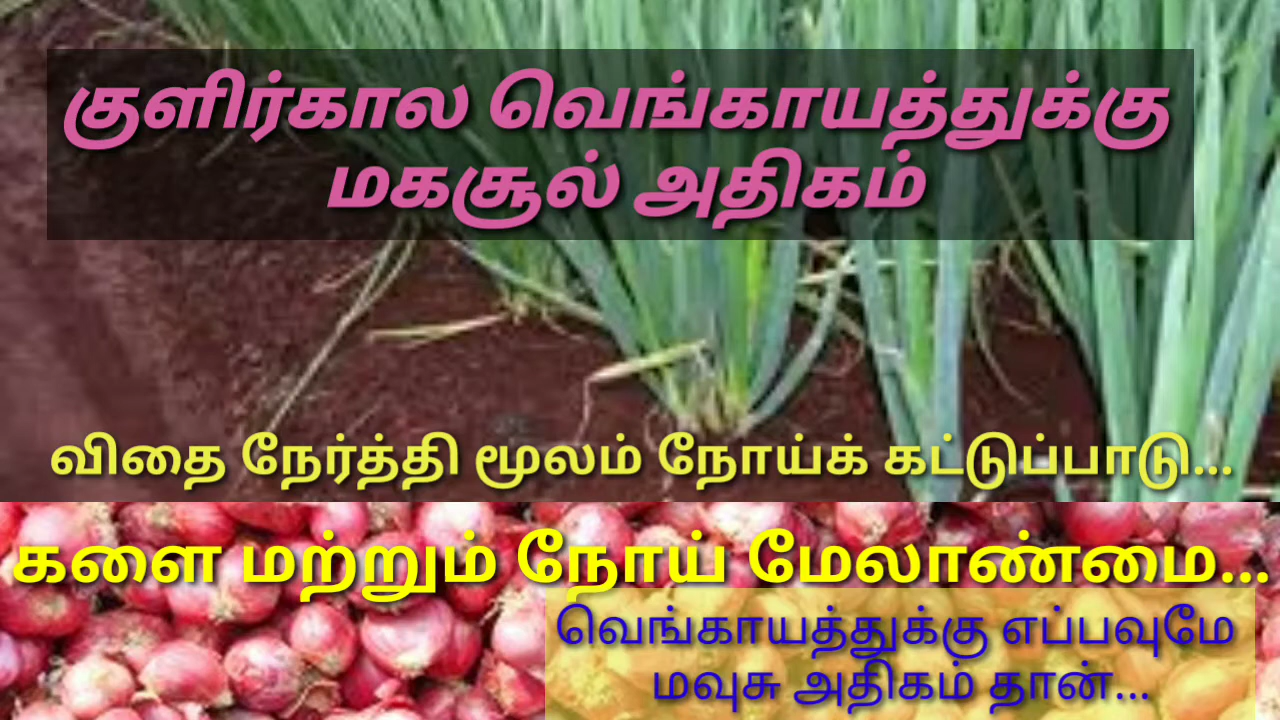 குளிர்கால வெங்காயத்துக்கு
மகசூல் அதிகம்
விதை நேர்த்தி மூலம் நோய்க் கட்டுப்பாடு...
களை மற்றும் நோய் மேலாண்மை...
வெங்காயத்துக்கு எப்பவுமே
மவுசு அதிகம் தான்...